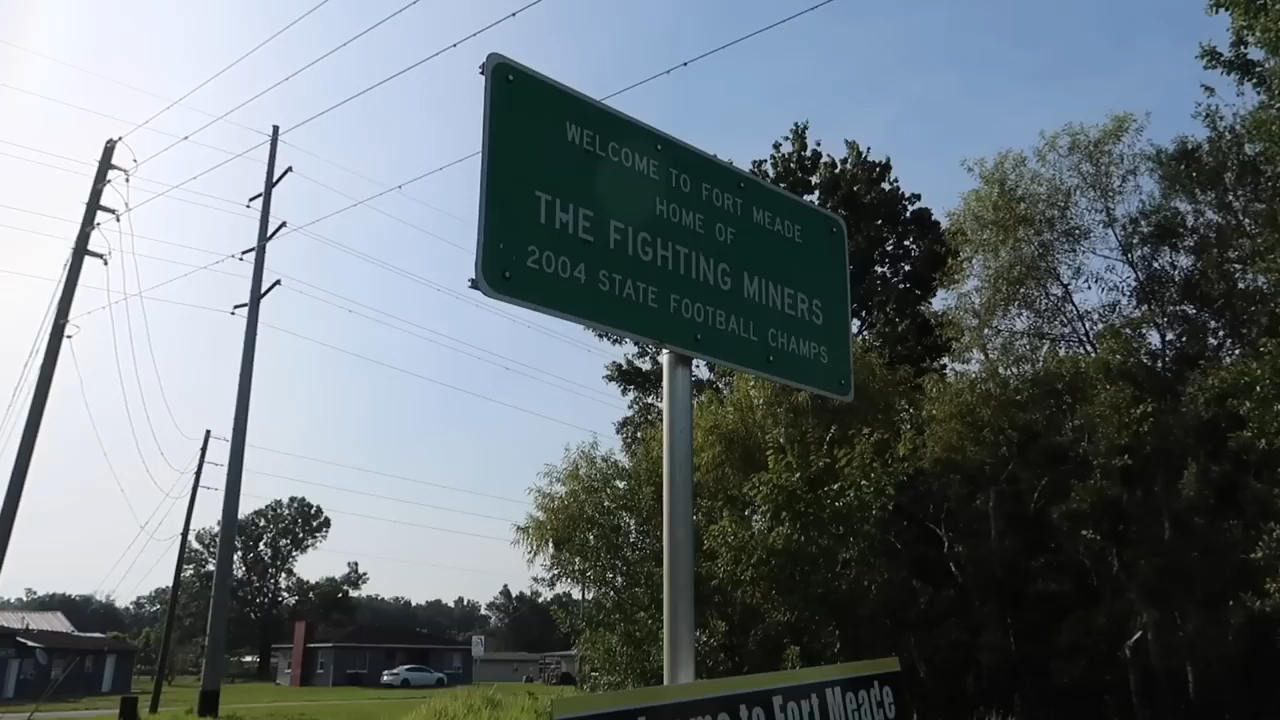 WELCOME TO FORT MEADE
HOME OF
THE FIGHTING MINERS
2004 STATE FOOTBALL CHAMPS
to Fort Meade